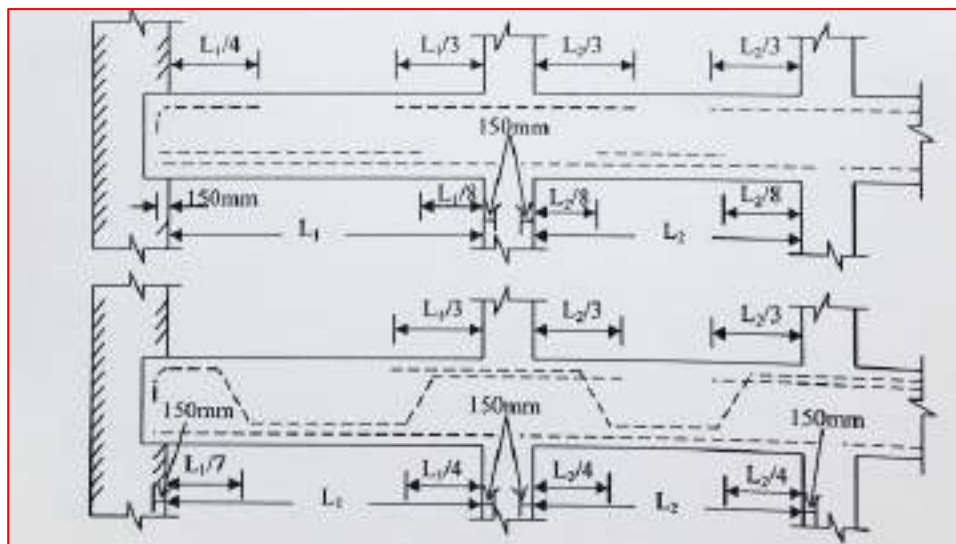 L₁/4 L₁/3 L₂/3 L₂/3
150mm
150mm L₁/8 L₂/8 L₂/8
L₁ L₂
L₁/3 L₂/3 L₂/3
150mm 150mm 150mm
L₁/7 L₁/4 L₂/4 L₂/4
L₁ L₂